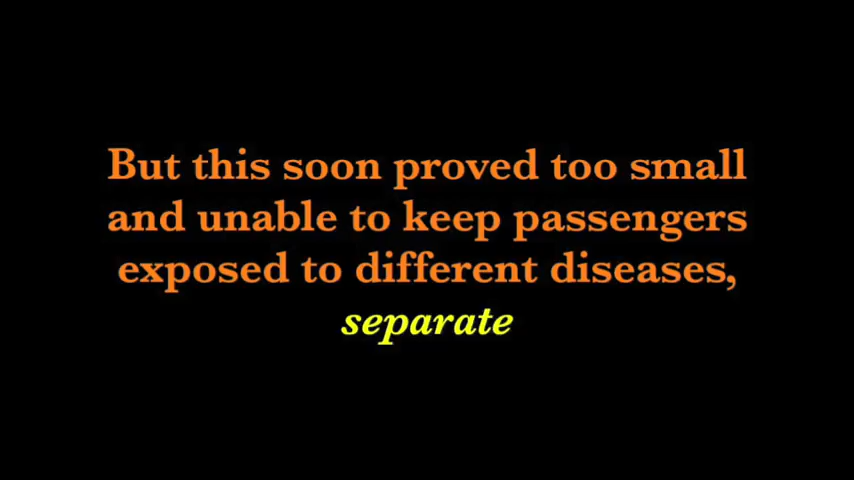 But this soon proved too small
and unable to keep passengers
exposed to different diseases,
separate